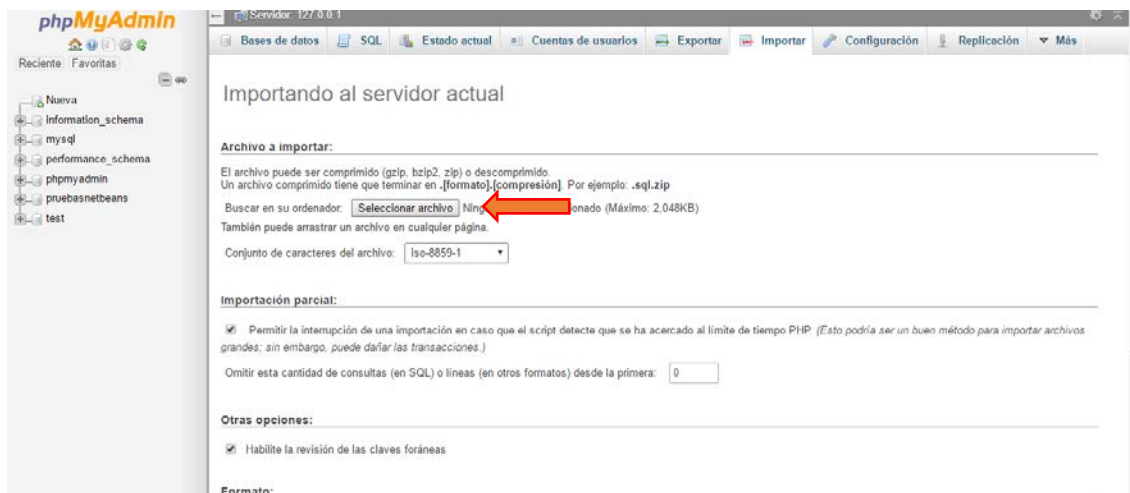 phpMyAdmin
Reciente Favoritas
Nueva
information_schema
mysql
performance_schema
phpmyadmin
pruebasnetbeans
test
Servidor: 127.0.0.1
Bases de datos SQL Estado actual Cuentas de usuarios Exportar Importar Configuración Replicación Más
Importando al servidor actual
Archivo a importar:
El archivo puede ser comprimido (gzip, bzip2, zip) o descomprimido.
Un archivo comprimido tiene que terminar en .[formato].[compresión]. Por ejemplo: .sql.zip
Buscar en su ordenador: Seleccionar archivo (Máximo: 2,048KB)
También puede arrastrar un archivo en cualquier página.
Conjunto de caracteres del archivo: Iso-8859-1
Importación parcial:
Permitir la interrupción de una importación en caso que el script detecte que se ha acercado al límite de tiempo PHP. (Esto podría ser un buen método para importar archivos
grandes; sin embargo, puede dañar las transacciones.)
Omitir esta cantidad de consultas (en SQL) o líneas (en otros formatos) desde la primera: 0
Otras opciones:
Habilite la revisión de las claves foráneas
Formato: